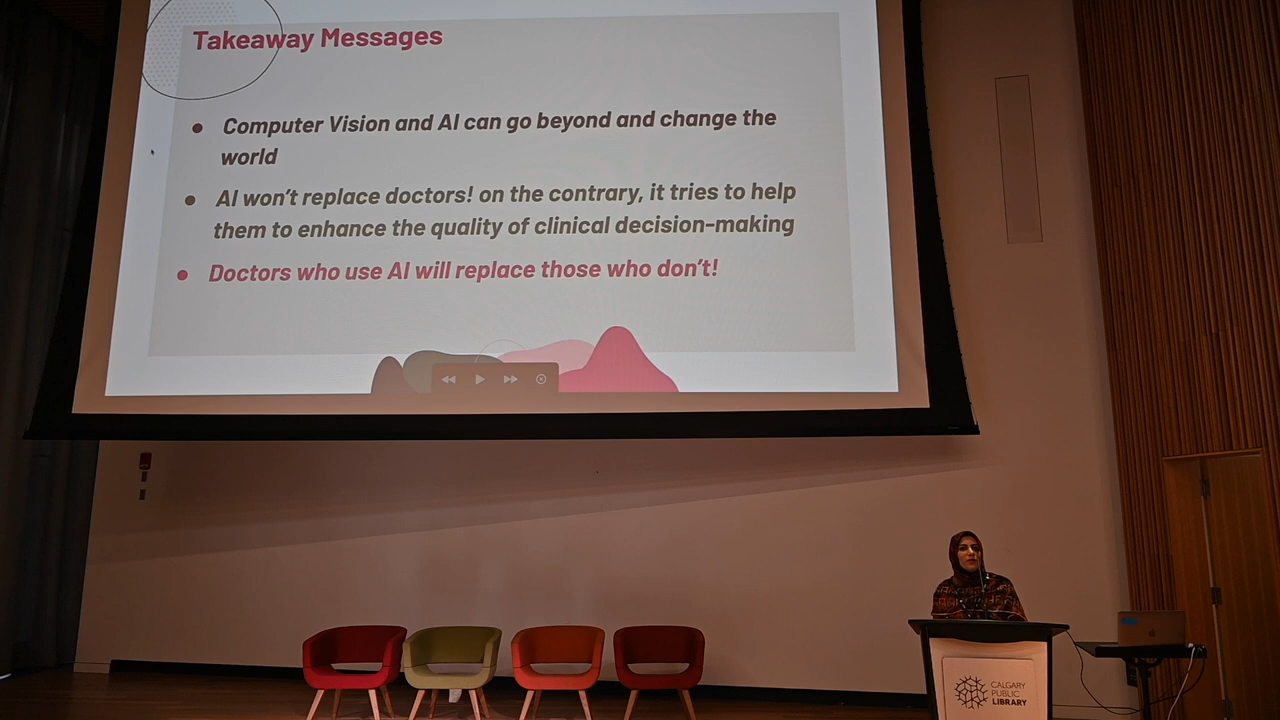 Takeaway Messages
Computer Vision and AI can go beyond and change the
world
AI won't replace doctors! on the contrary, it tries to help
them to enhance the quality of clinical decision-making
Doctors who use AI will replace those who don't!
CALGARY
PUBLIC
LIBRARY